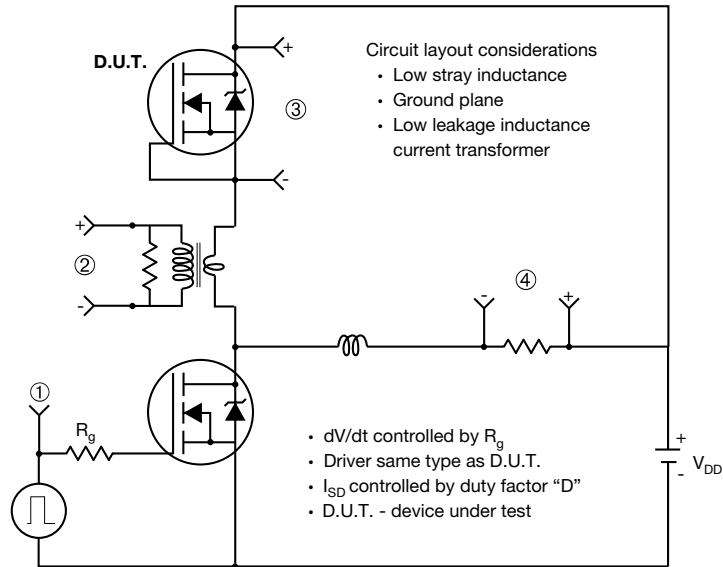 D.U.T.
+
③
-
Circuit layout considerations
• Low stray inductance
• Ground plane
• Low leakage inductance
current transformer
+
②
-
-
④
+
①
Rg
• dV/dt controlled by Rg
• Driver same type as D.U.T.
• ISD controlled by duty factor “D”
• D.U.T. - device under test
+
-
VDD